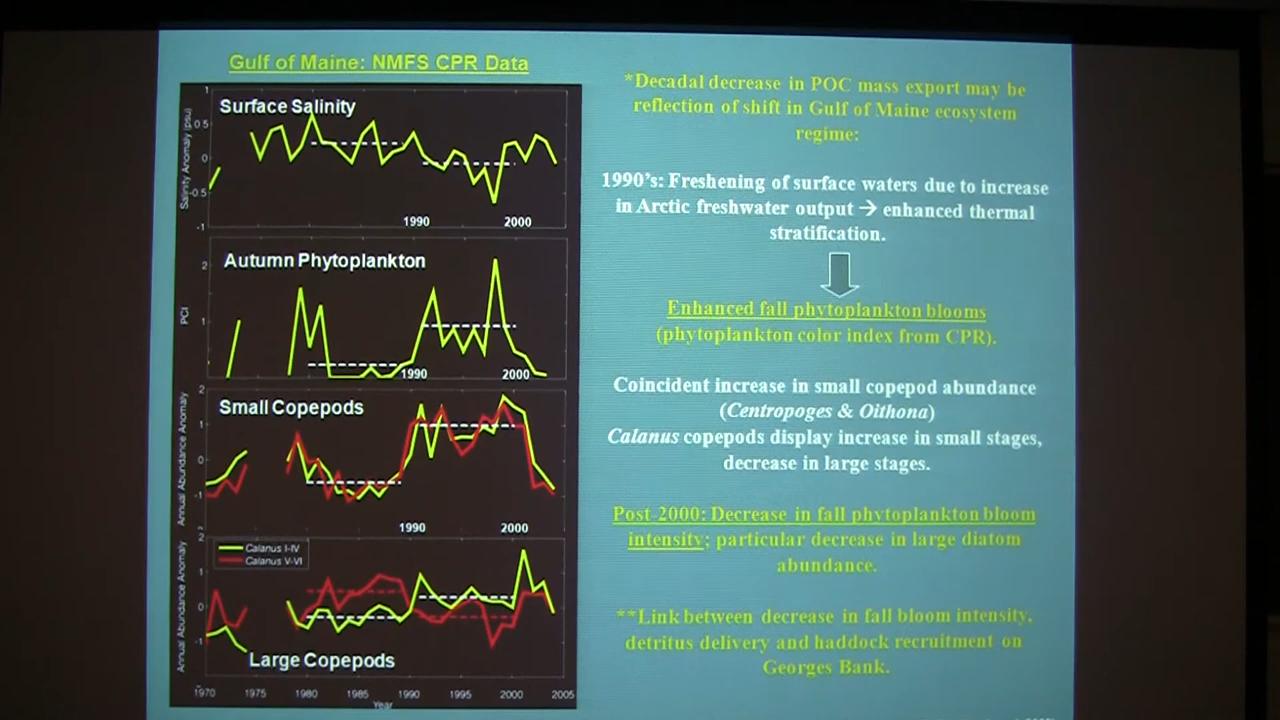 Gulf of Maine: NMFS CPR Data
Surface Salinity
Salinity Anomaly (psu)
1
0.5
0
-0.5
-1
1990
2000
Autumn Phytoplankton
PCI
2
1
1990
2000
Small Copepods
Annual Abundance Anomaly
2
1
0
-1
1990
2000
Calanus I-IV
Calanus V-VI
Annual Abundance Anomaly
2
1
0
-1
Large Copepods
1970
1975
1980
1985
1990
1995
2000
2005
Year
*Decadal decrease in POC mass export may be
reflection of shift in Gulf of Maine ecosystem
regime:
1990's: Freshening of surface waters due to increase
in Arctic freshwater output → enhanced thermal
stratification.
Enhanced fall phytoplankton blooms
(phytoplankton color index from CPR).
Coincident increase in small copepod abundance
(Centropoges & Oithona)
Calanus copepods display increase in small stages,
decrease in large stages.
Post-2000: Decrease in fall phytoplankton bloom
intensity; particular decrease in large diatom
abundance.
**Link between decrease in fall bloom intensity,
detritus delivery and haddock recruitment on
Georges Bank.